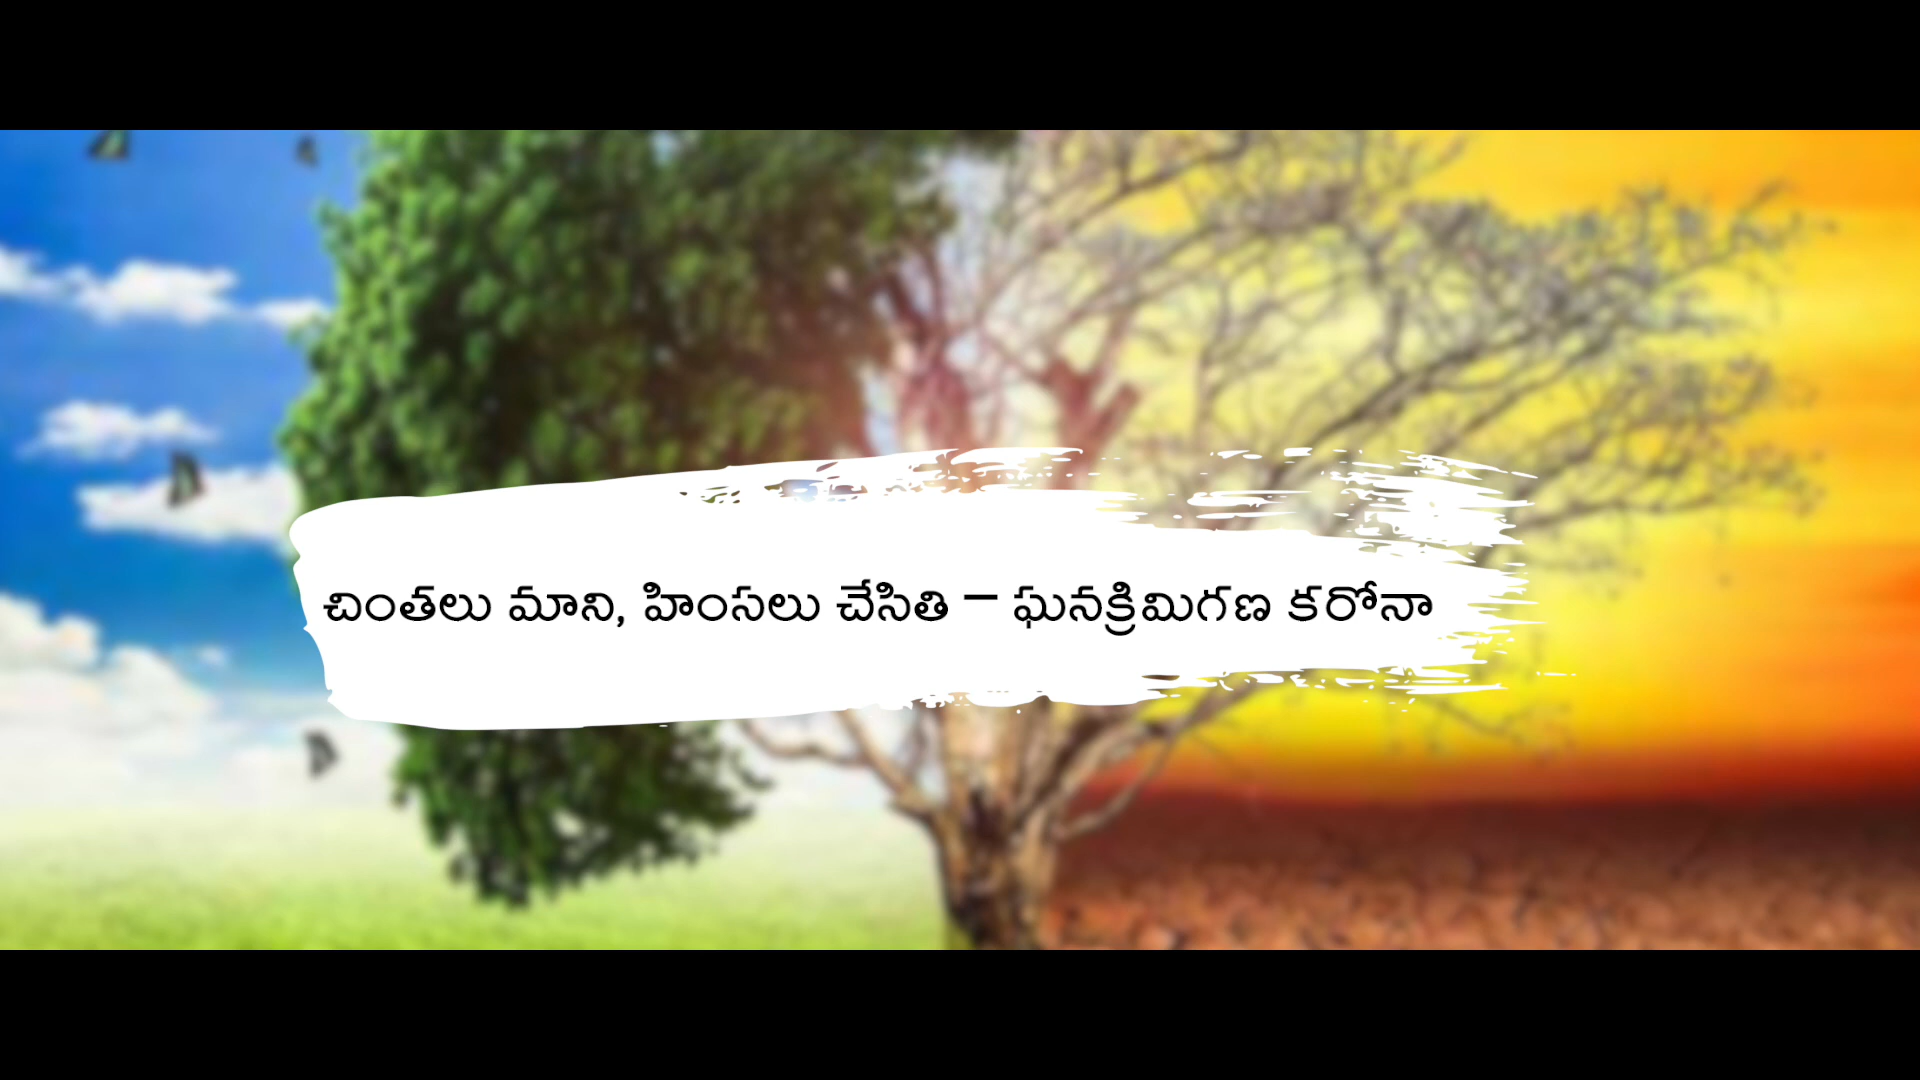 చింతలు మాని, హింసలు చేసితి – ఘనక్రిమిగణ కరోనా